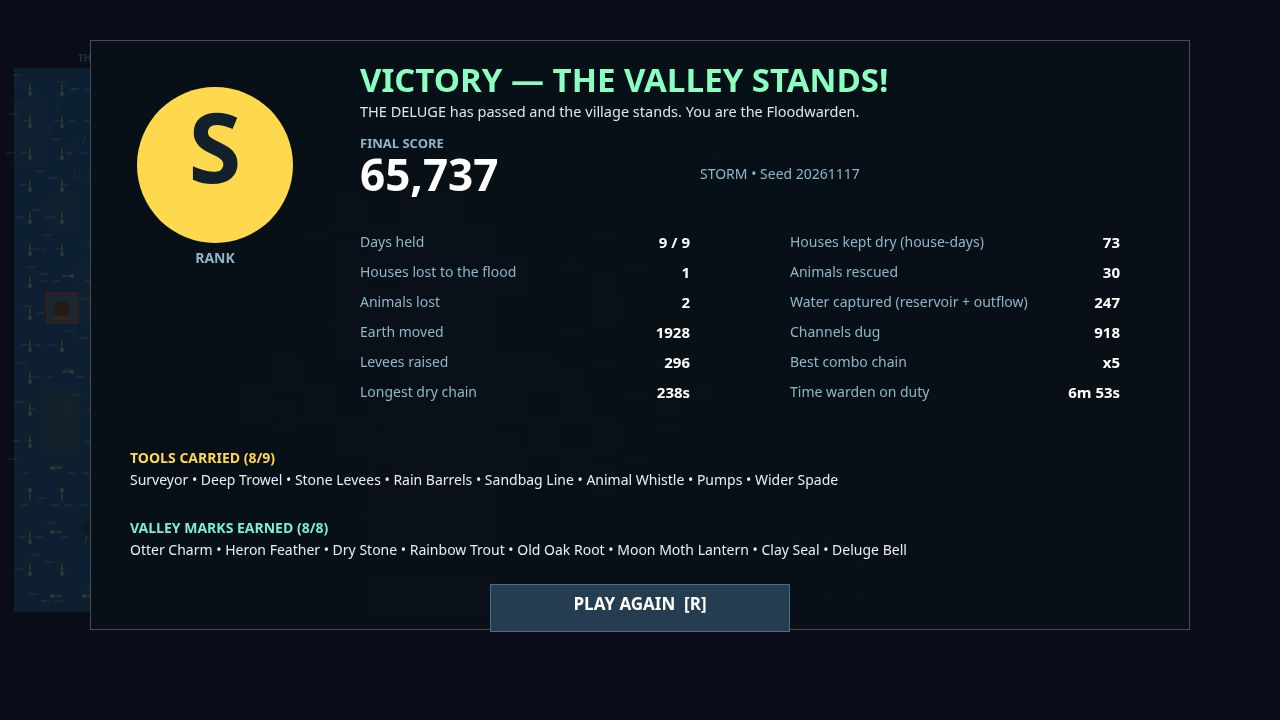 TH
VICTORY — THE VALLEY STANDS!
THE DELUGE has passed and the village stands. You are the Floodwarden.
S
RANK
FINAL SCORE
65,737
STORM • Seed 20261117
Days held 9 / 9
Houses lost to the flood 1
Animals lost 2
Earth moved 1928
Levees raised 296
Longest dry chain 238s
Houses kept dry (house-days) 73
Animals rescued 30
Water captured (reservoir + outflow) 247
Channels dug 918
Best combo chain x5
Time warden on duty 6m 53s
TOOLS CARRIED (8/9)
Surveyor • Deep Trowel • Stone Levees • Rain Barrels • Sandbag Line • Animal Whistle • Pumps • Wider Spade
VALLEY MARKS EARNED (8/8)
Otter Charm • Heron Feather • Dry Stone • Rainbow Trout • Old Oak Root • Moon Moth Lantern • Clay Seal • Deluge Bell
PLAY AGAIN [R]